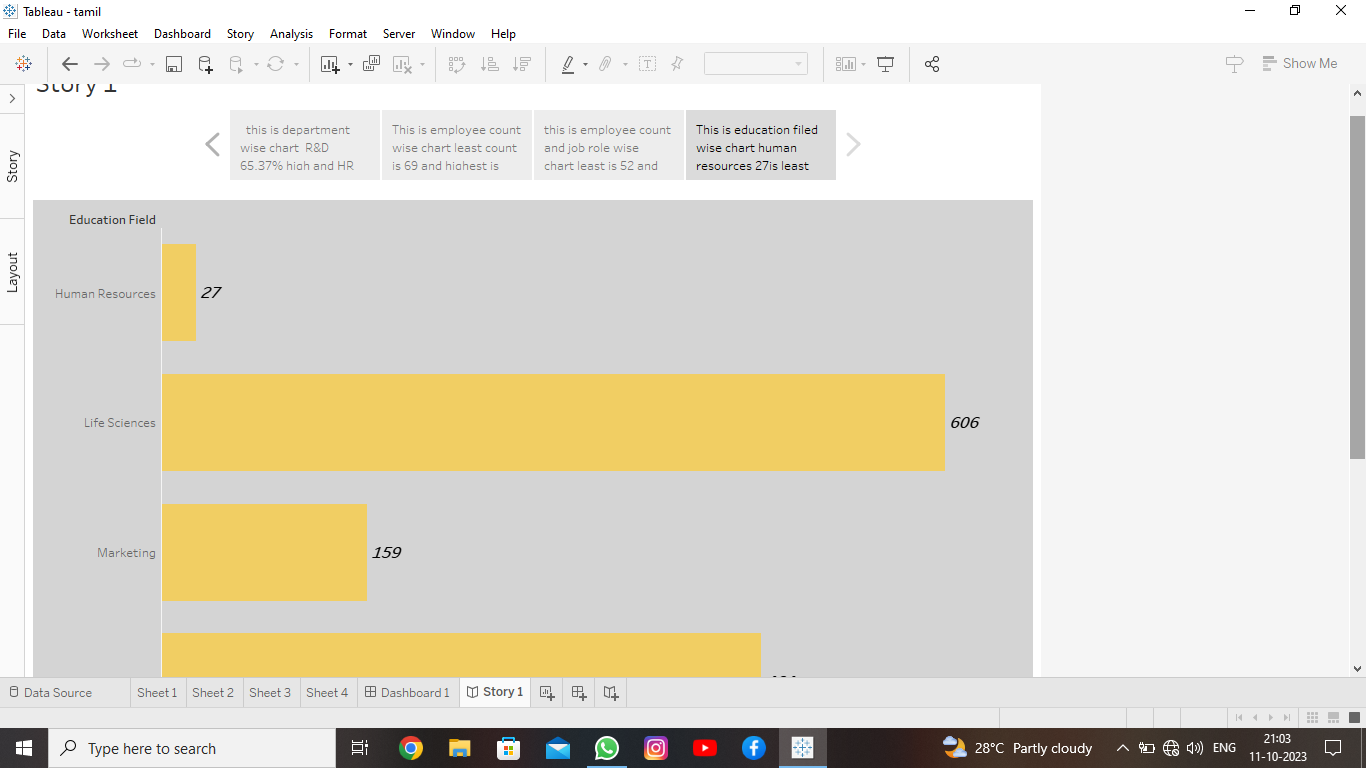 Tableau - tamil
File Data Worksheet Dashboard Story Analysis Format Server Window Help
Show Me
Story 1
this is department
wise chart R&D
65.37% high and HR
This is employee count
wise chart least count
is 69 and highest is
this is employee count
and job role wise
chart least is 52 and
This is education filed
wise chart human
resources 27is least
Story
Layout
Education Field
Human Resources
27
Life Sciences
606
Marketing
159
Data Source Sheet 1 Sheet 2 Sheet 3 Sheet 4 Dashboard 1 Story 1
Type here to search
28°C Partly cloudy
ENG
21:03
11-10-2023